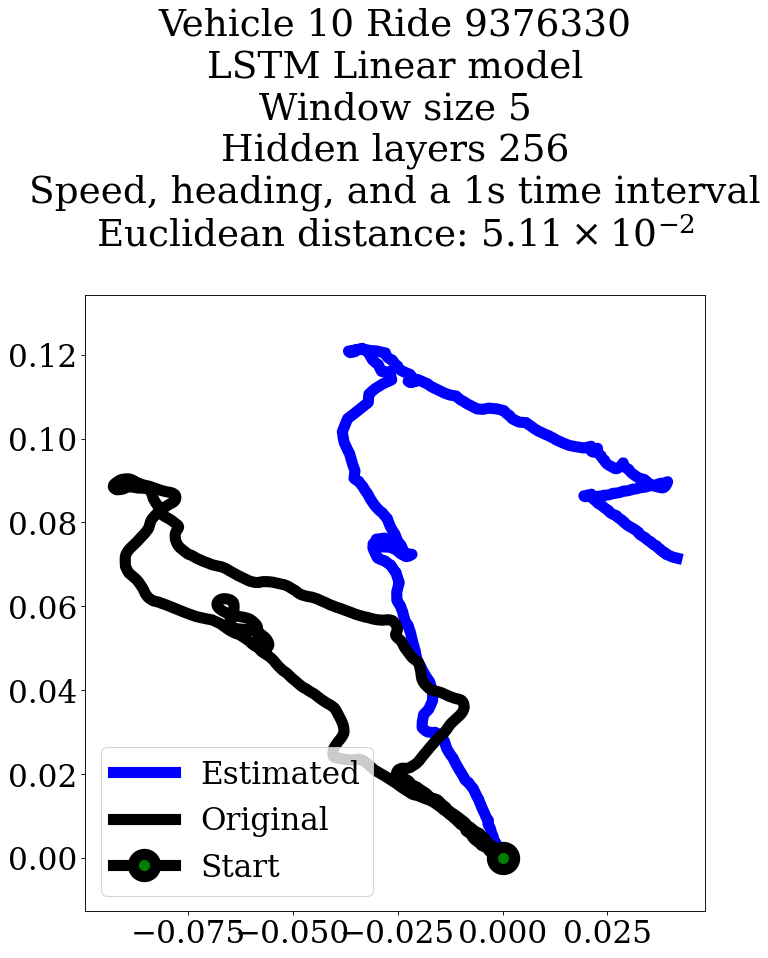 Vehicle 10 Ride 9376330
LSTM Linear model
Window size 5
Hidden layers 256
Speed, heading, and a 1s time interval
Euclidean distance: 5.11 × 10⁻²
0.12
0.10
0.08
0.06
0.04
0.02
0.00
Estimated
Original
Start
−0.075 −0.050 −0.025 0.000 0.025